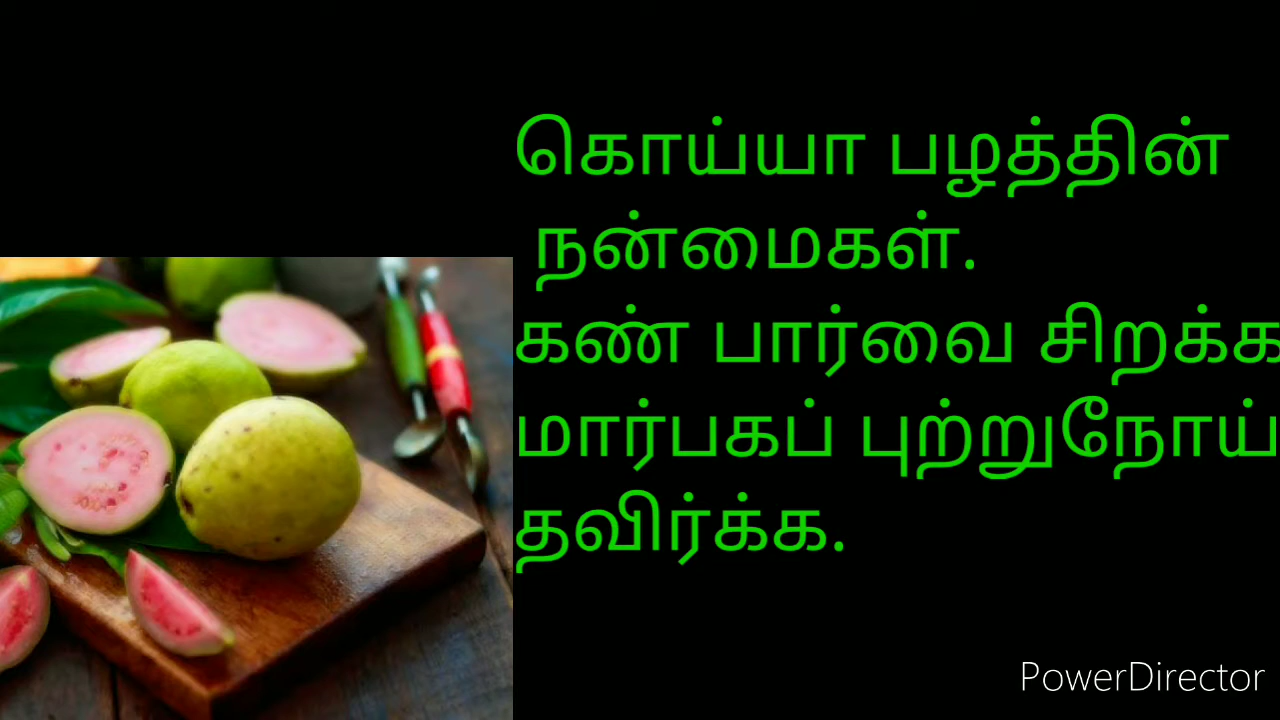 கொய்யா பழத்தின்
நன்மைகள்.
கண் பார்வை சிறக்க
மார்பகப் புற்றுநோய்
தவிர்க்க.
PowerDirector